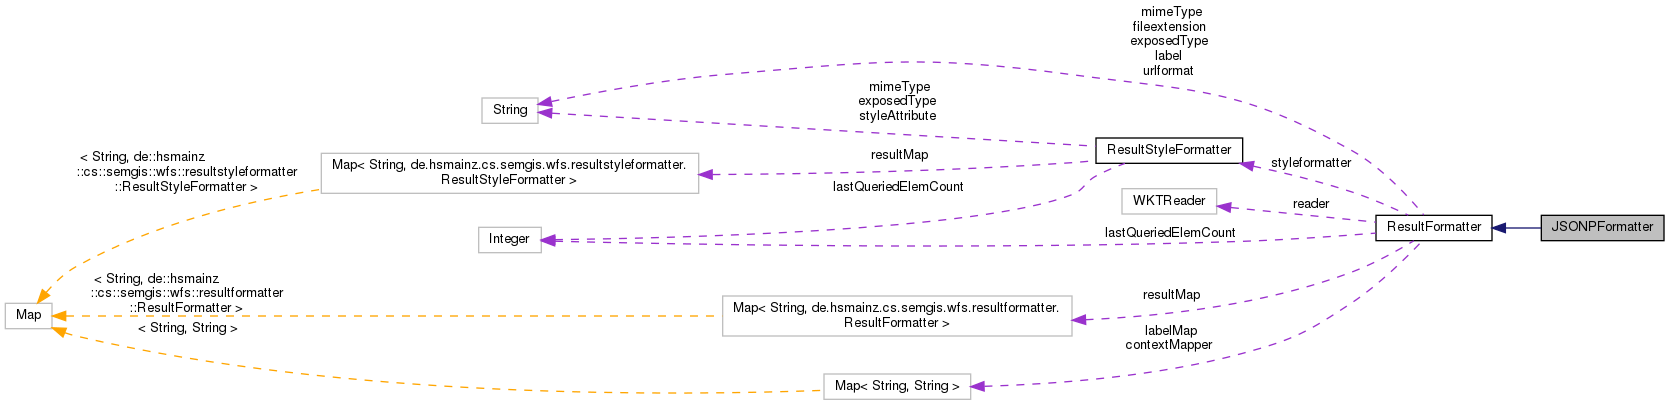 mimeType
fileextension
exposedType
label
urlformat
mimeType
exposedType
styleAttribute
String
ResultStyleFormatter
< String, de::hsmainz
::cs::semgis::wfs::resultstyleformatter
::ResultStyleFormatter >
Map< String, de.hsmainz.cs.semgis.wfs.resultstyleformatter.
ResultStyleFormatter >
resultMap
styleformatter
lastQueriedElemCount
WKTReader
reader
Integer
lastQueriedElemCount
ResultFormatter
JSONPFormatter
< String, de::hsmainz
::cs::semgis::wfs::resultformatter
::ResultFormatter >
Map
< String, String >
Map< String, de.hsmainz.cs.semgis.wfs.resultformatter.
ResultFormatter >
resultMap
labelMap
contextMapper
Map< String, String >